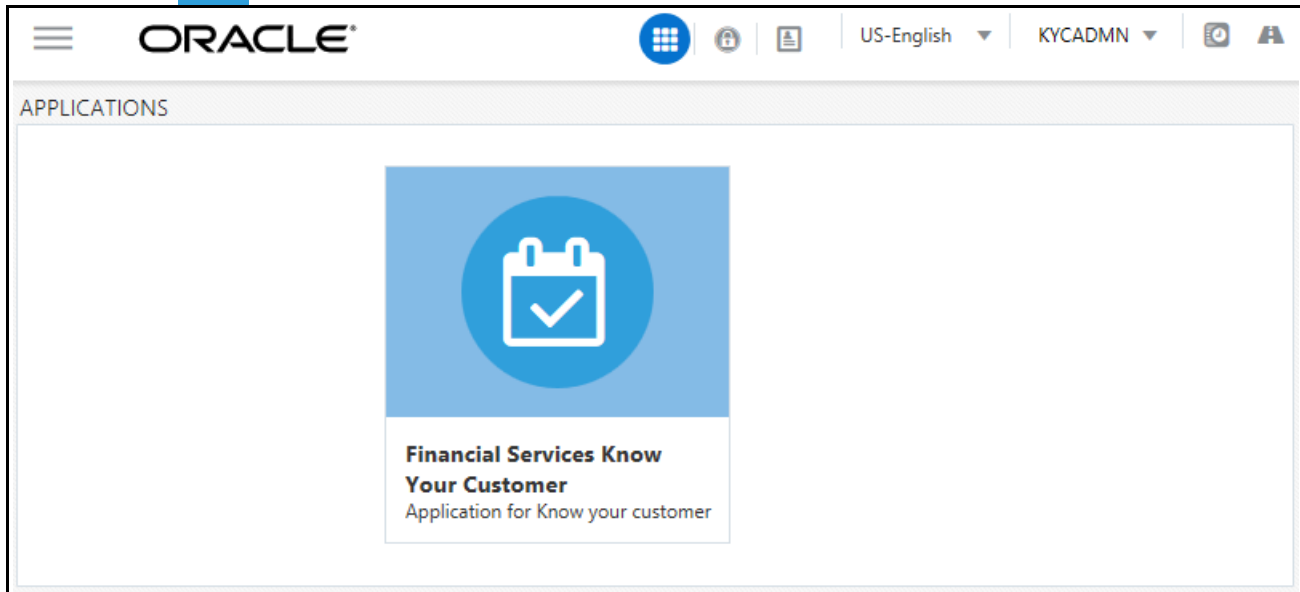 ORACLE
US-English
KYCADMN
APPLICATIONS
Financial Services Know
Your Customer
Application for Know your customer